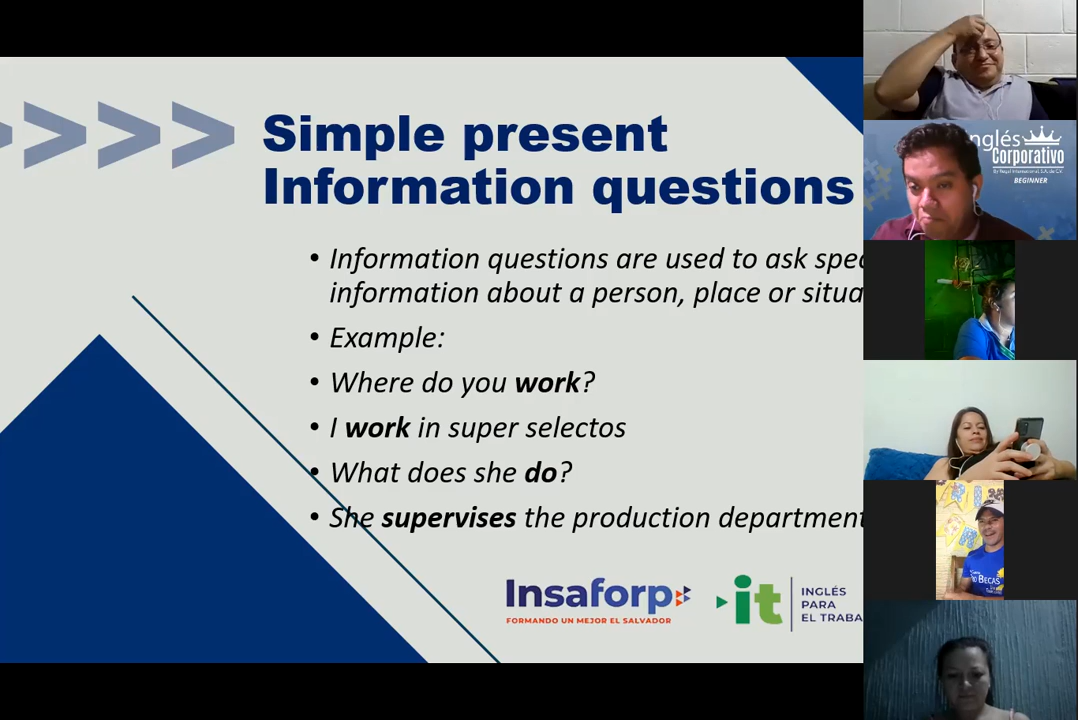 Simple present
Information questions
• Information questions are used to ask spec
information about a person, place or situa
• Example:
• Where do you work?
• I work in super selectos
• What does she do?
• She supervises the production department
Insaforp
FORMANDO UN MEJOR EL SALVADOR
it
INGLÉS
PARA
EL TRABA
nglés
Corporativo
BEGINNER